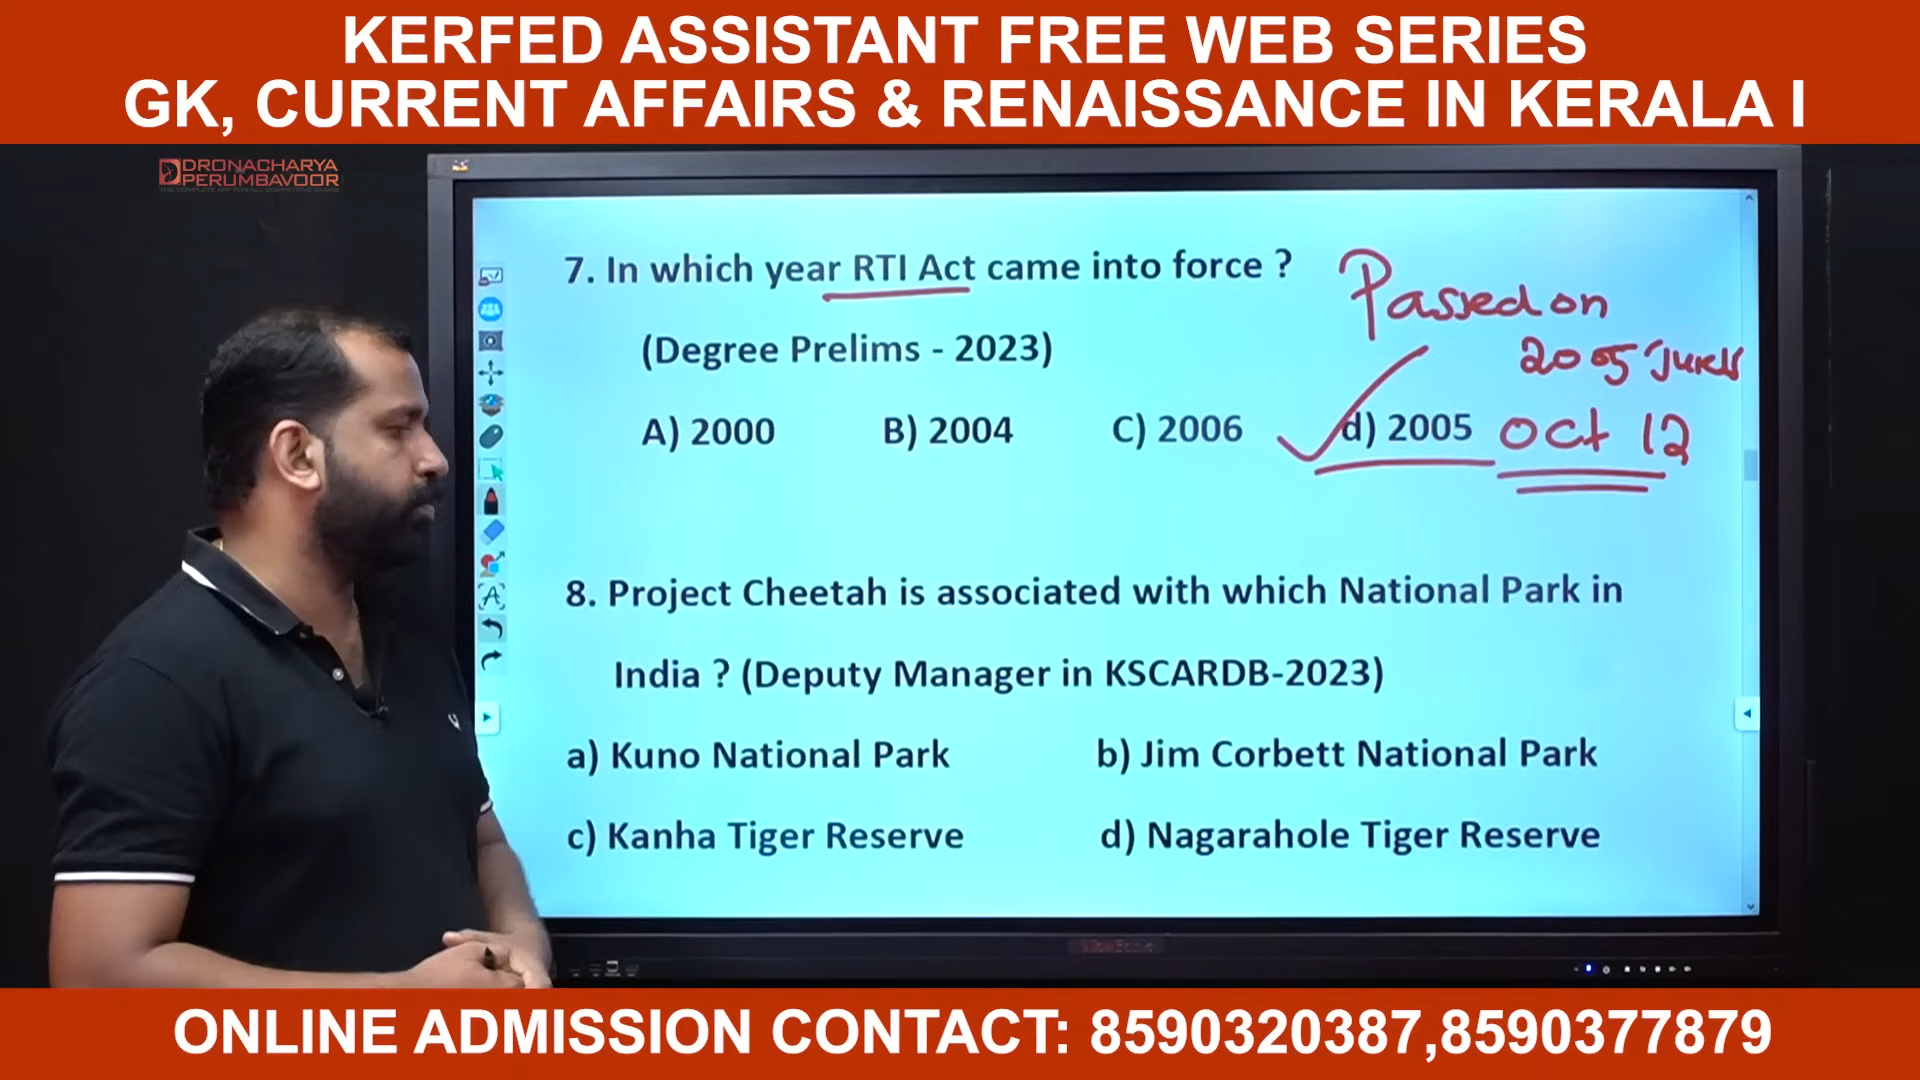 KERFED ASSISTANT FREE WEB SERIES
GK, CURRENT AFFAIRS & RENAISSANCE IN KERALA I
DRONACHARYA
PERUMBAVOOR
7. In which year RTI Act came into force ?
Passed on
(Degree Prelims - 2023)
2005 June 15
A) 2000 B) 2004 C) 2006 d) 2005 Oct 12
8. Project Cheetah is associated with which National Park in
India ? (Deputy Manager in KSCARDB-2023)
a) Kuno National Park b) Jim Corbett National Park
c) Kanha Tiger Reserve d) Nagarahole Tiger Reserve
ONLINE ADMISSION CONTACT: 8590320387,8590377879